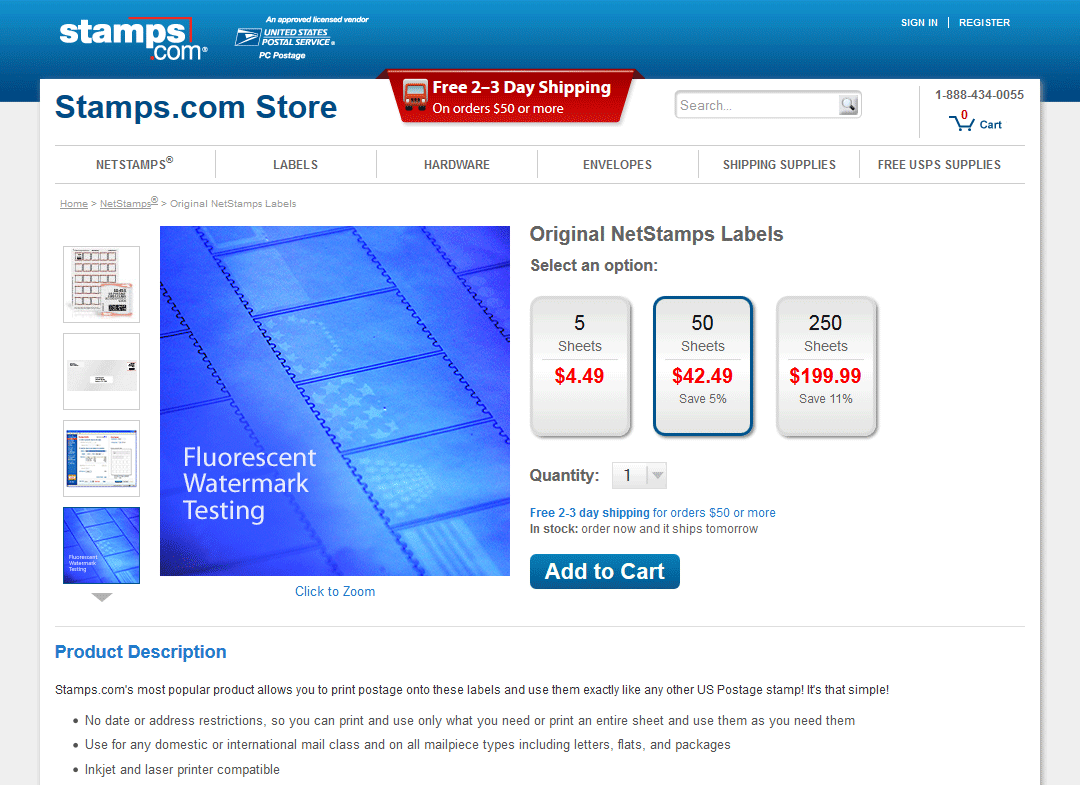 stamps.com®
An approved licensed vendor
UNITED STATES
POSTAL SERVICE®
PC Postage
SIGN IN | REGISTER
Stamps.com Store
Free 2–3 Day Shipping
On orders $50 or more
Search...
1-888-434-0055
0
Cart
NETSTAMPS®
LABELS
HARDWARE
ENVELOPES
SHIPPING SUPPLIES
FREE USPS SUPPLIES
Home > NetStamps® > Original NetStamps Labels
Original NetStamps Labels
Select an option:
5
Sheets
$4.49
50
Sheets
$42.49
Save 5%
250
Sheets
$199.99
Save 11%
Fluorescent
Watermark
Testing
Fluorescent
Watermark
Testing
Quantity: 1
Free 2-3 day shipping for orders $50 or more
In stock: order now and it ships tomorrow
Add to Cart
Click to Zoom
Product Description
Stamps.com's most popular product allows you to print postage onto these labels and use them exactly like any other US Postage stamp! It's that simple!
• No date or address restrictions, so you can print and use only what you need or print an entire sheet and use them as you need them
• Use for any domestic or international mail class and on all mailpiece types including letters, flats, and packages
• Inkjet and laser printer compatible